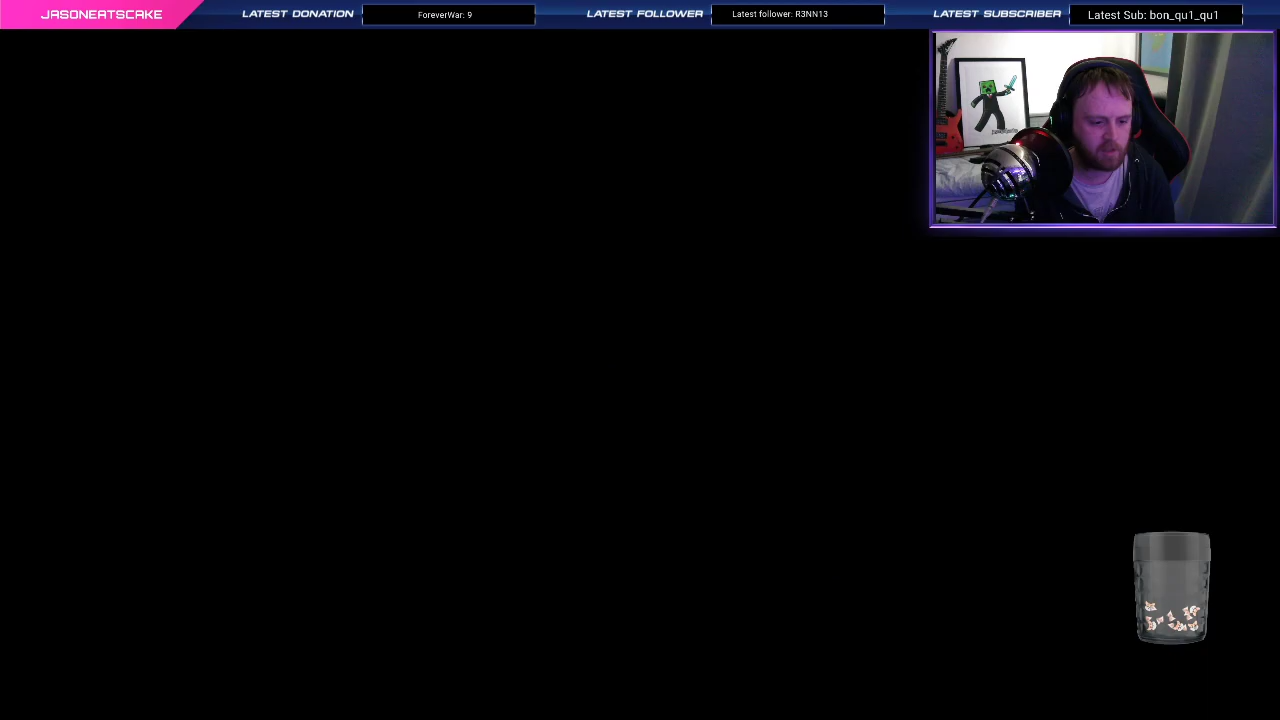 JASONEATSCAKE
LATEST DONATION
ForeverWar: 9
LATEST FOLLOWER
Latest follower: R3NN13
LATEST SUBSCRIBER
Latest Sub: bon_qu1_qu1